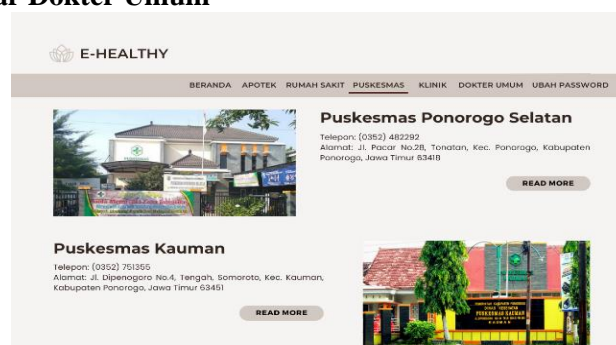 ar Dokter Umum
E-HEALTHY
BERANDA APOTEK RUMAH SAKIT PUSKESMAS KLINIK DOKTER UMUM UBAH PASSWORD
Puskesmas Ponorogo Selatan
Telepon: (0352) 482292
Alamat: Jl. Pacar No.28, Tonatan, Kec. Ponorogo, Kabupaten
Ponorogo, Jawa Timur 63418
READ MORE
Puskesmas Kauman
Telepon: (0352) 751355
Alamat: Jl. Dipenogoro No.4, Tengah, Somoroto, Kec. Kauman,
Kabupaten Ponorogo, Jawa Timur 63451
READ MORE
PUSKESMAS KAUMAN